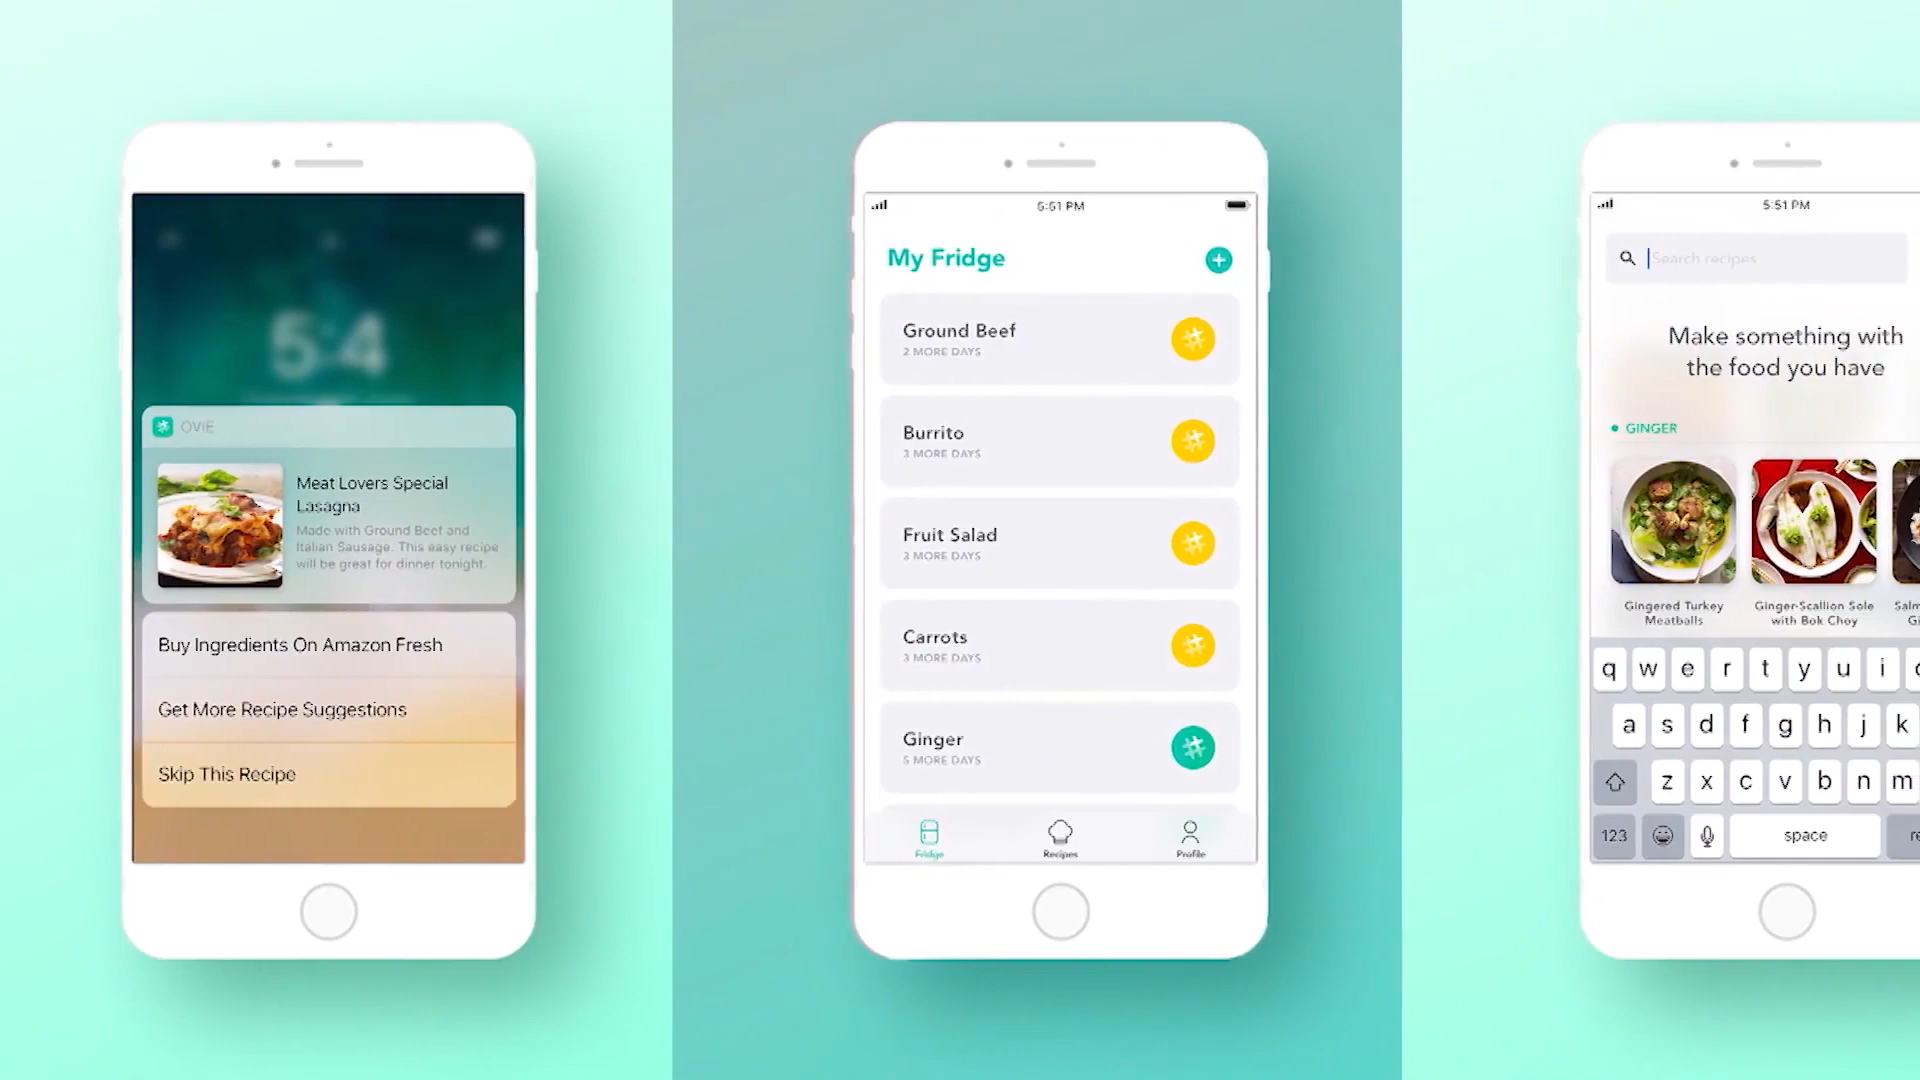 5:4
OVIE
Meat Lovers Special
Lasagna
Made with Ground Beef and
Italian Sausage. This easy recipe
will be great for dinner tonight.
Buy Ingredients On Amazon Fresh
Get More Recipe Suggestions
Skip This Recipe
5:51 PM
My Fridge
Ground Beef
2 MORE DAYS
Burrito
3 MORE DAYS
Fruit Salad
3 MORE DAYS
Carrots
3 MORE DAYS
Ginger
5 MORE DAYS
Fridge
Recipes
Profile
5:51 PM
Search recipes
Make something with
the food you have
GINGER
Gingered Turkey
Meatballs
Ginger-Scallion Sole
with Bok Choy
q w e r t y u i
a s d f g h j k
z x c v b n m
123
space